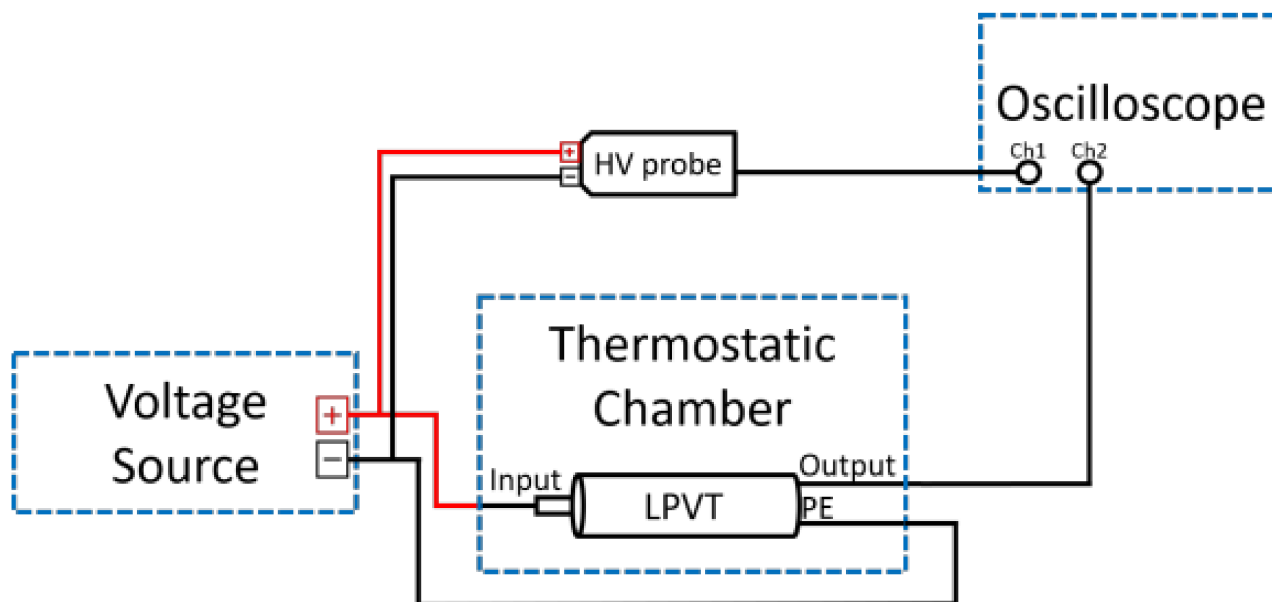 Oscilloscope
Ch1 Ch2
+
HV probe
−
Thermostatic
Chamber
Voltage
Source
+
−
Input
Output
LPVT
PE